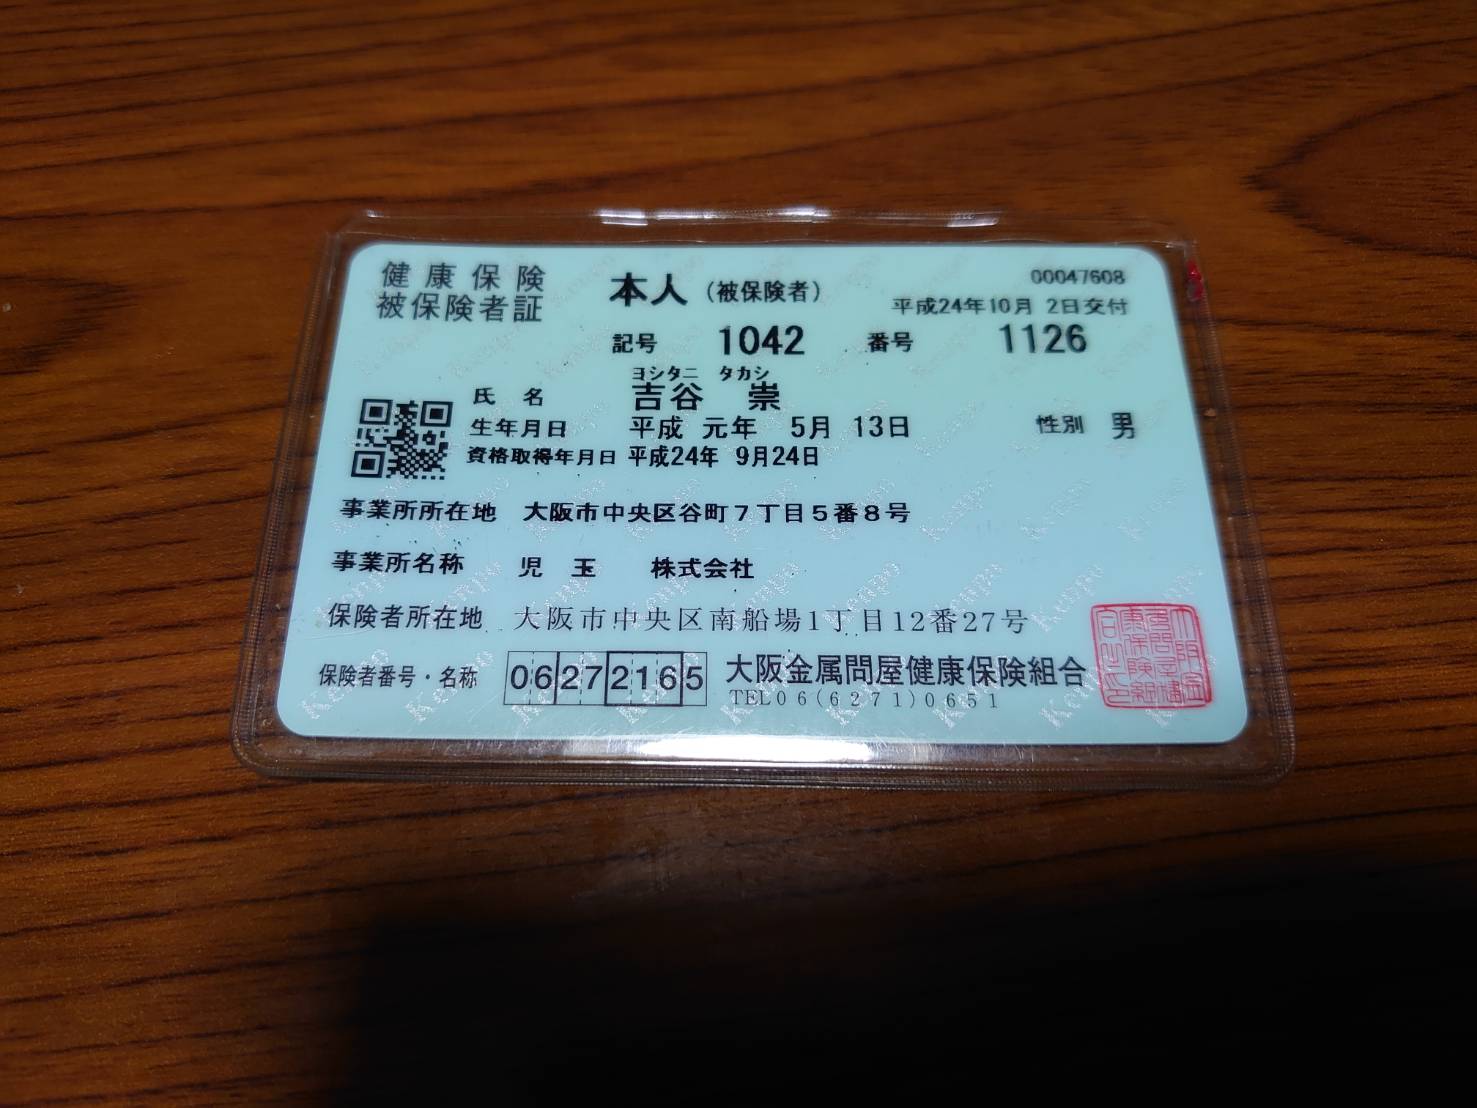 健康保険
被保険者証
本人(被保険者)
00047608
平成24年10月 2日交付
記号 1042 番号 1126
ヨシタニ タカシ
氏名 吉谷 崇
生年月日 平成 元年 5月 13日 性別 男
資格取得年月日 平成24年 9月24日
事業所所在地 大阪市中央区谷町7丁目5番8号
事業所名称 児玉 株式会社
保険者所在地 大阪市中央区南船場1丁目12番27号
保険者番号・名称 06272165 大阪金属問屋健康保険組合
TEL06(6271)0651
Kenpo